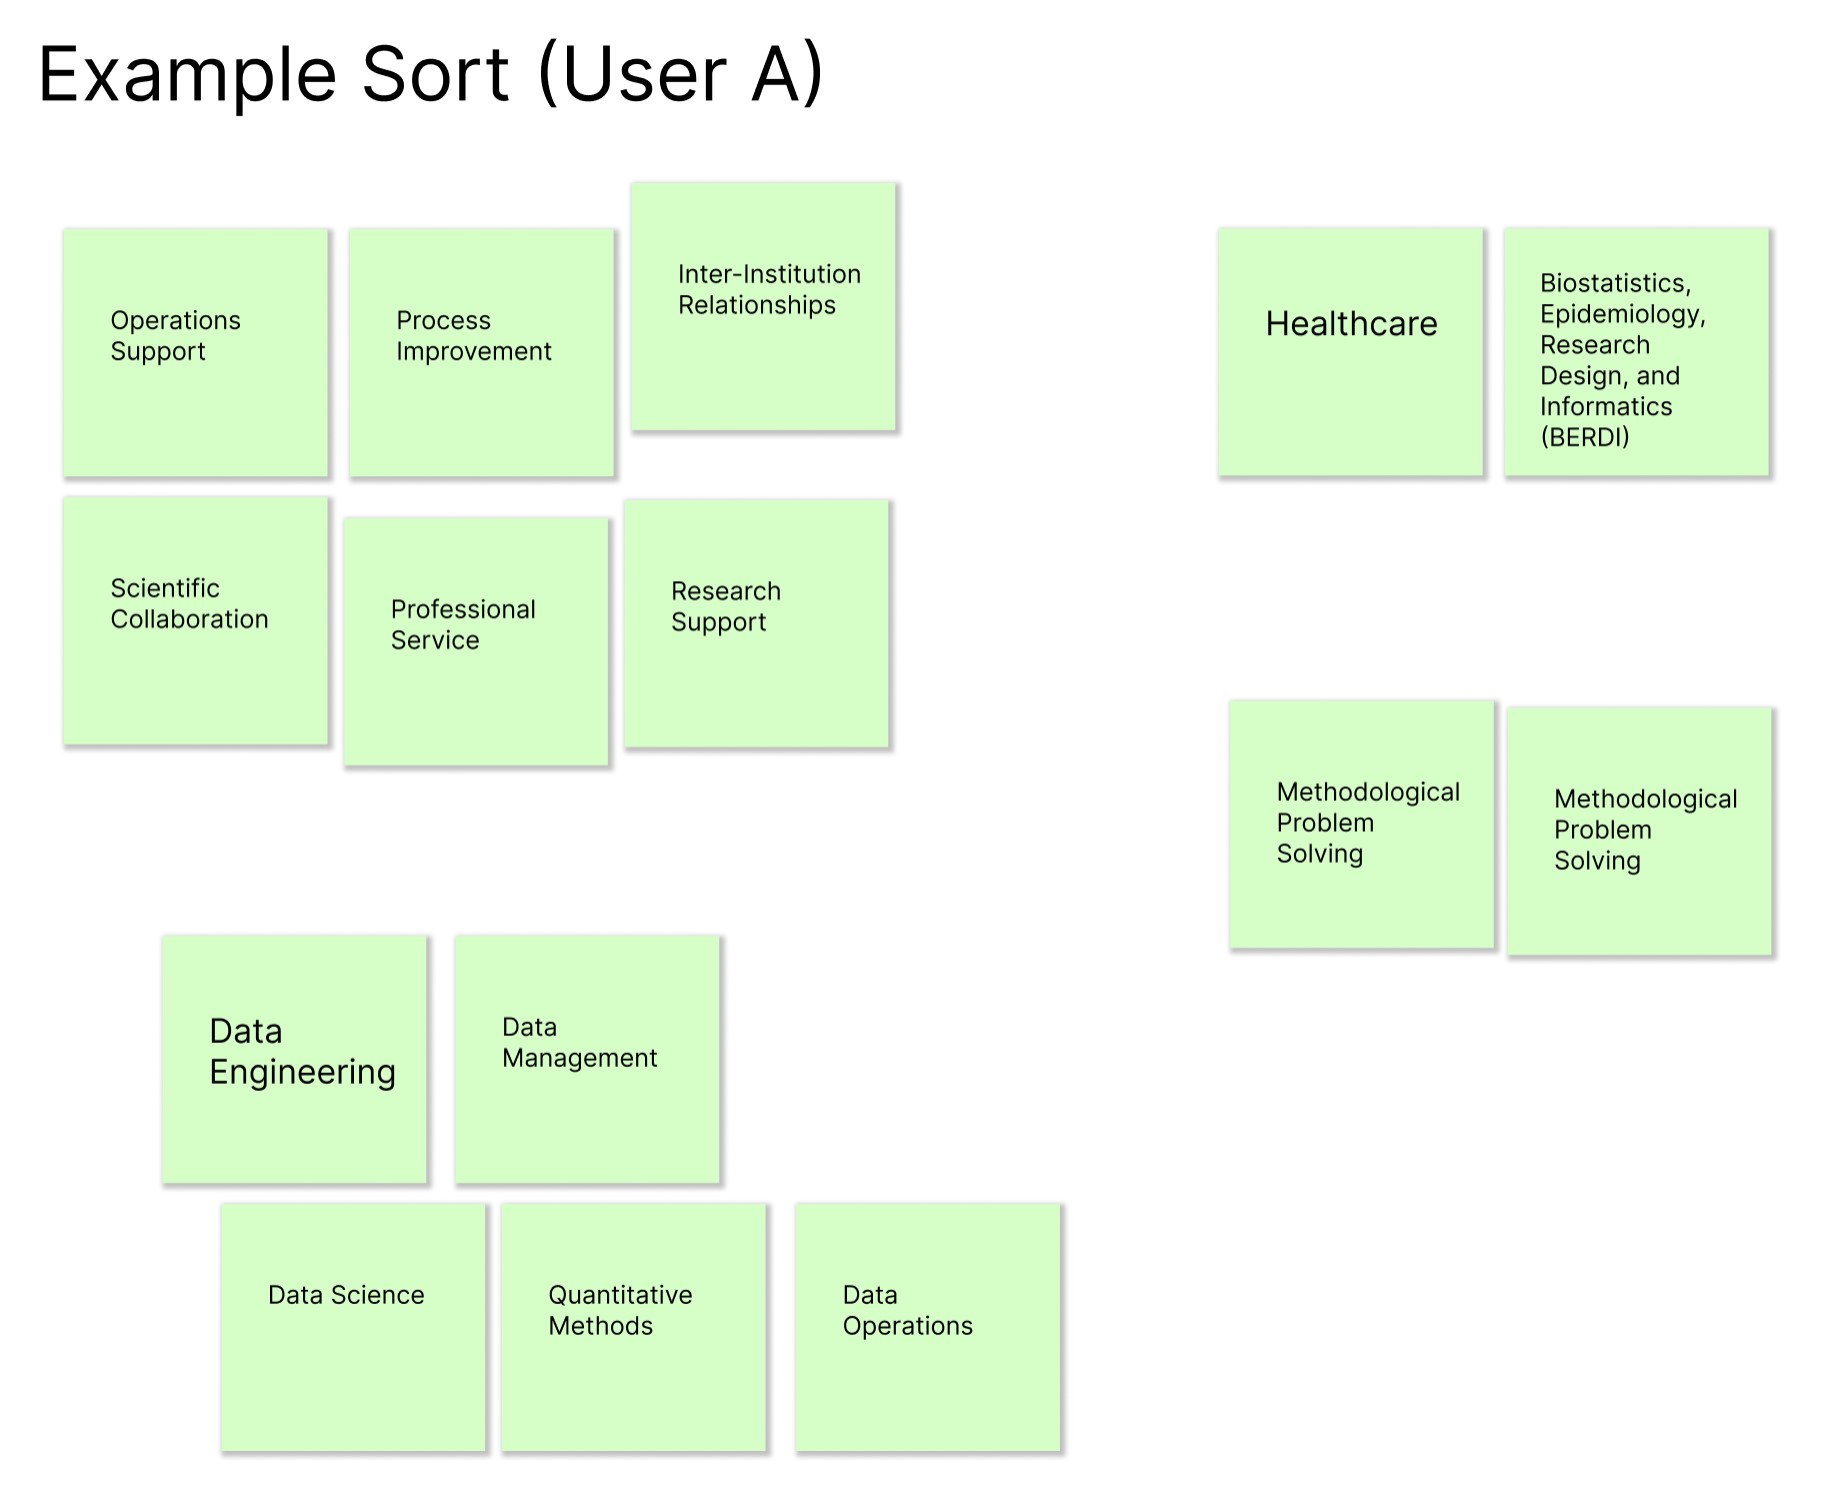 Example Sort (User A)
Operations
Support
Process
Improvement
Inter-Institution
Relationships
Scientific
Collaboration
Professional
Service
Research
Support
Healthcare
Biostatistics,
Epidemiology,
Research
Design, and
Informatics
(BERDI)
Methodological
Problem
Solving
Methodological
Problem
Solving
Data
Engineering
Data
Management
Data Science
Quantitative
Methods
Data
Operations